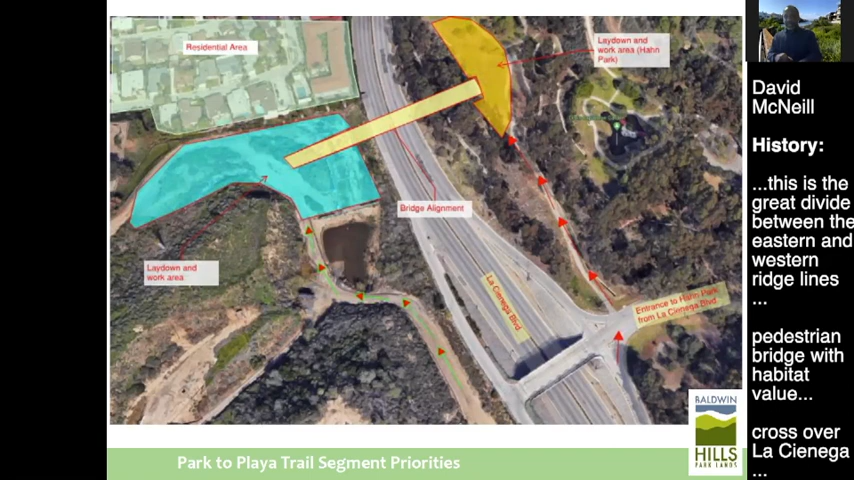 Residential Area
Laydown and
work area (Hahn
Park)
Bridge Alignment
Laydown and
work area
La Cienega Blvd.
Entrance to Hahn Park
from La Cienega Blvd.
Park to Playa Trail Segment Priorities
BALDWIN
HILLS
PARK LANDS
David
McNeill
History:
...this is the
great divide
between the
eastern and
western
ridge lines
...
pedestrian
bridge with
habitat
value...
cross over
La Cienega
...